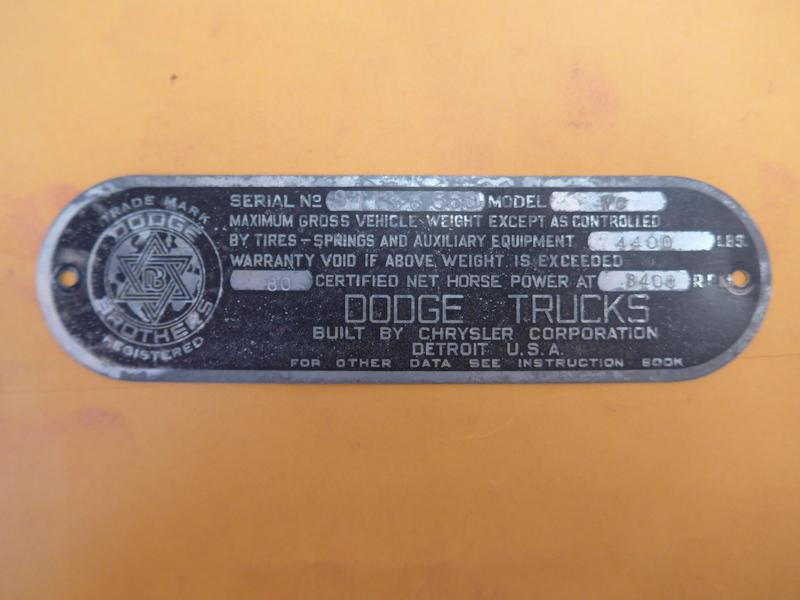 TRADE MARK
DODGE
DB
BROTHERS
REGISTERED
SERIAL Nº MODEL
MAXIMUM GROSS VEHICLE WEIGHT EXCEPT AS CONTROLLED
BY TIRES – SPRINGS AND AUXILIARY EQUIPMENT 4400 LBS.
WARRANTY VOID IF ABOVE WEIGHT IS EXCEEDED
80 CERTIFIED NET HORSE POWER AT RPM
DODGE TRUCKS
BUILT BY CHRYSLER CORPORATION
DETROIT U.S.A.
FOR OTHER DATA SEE INSTRUCTION BOOK